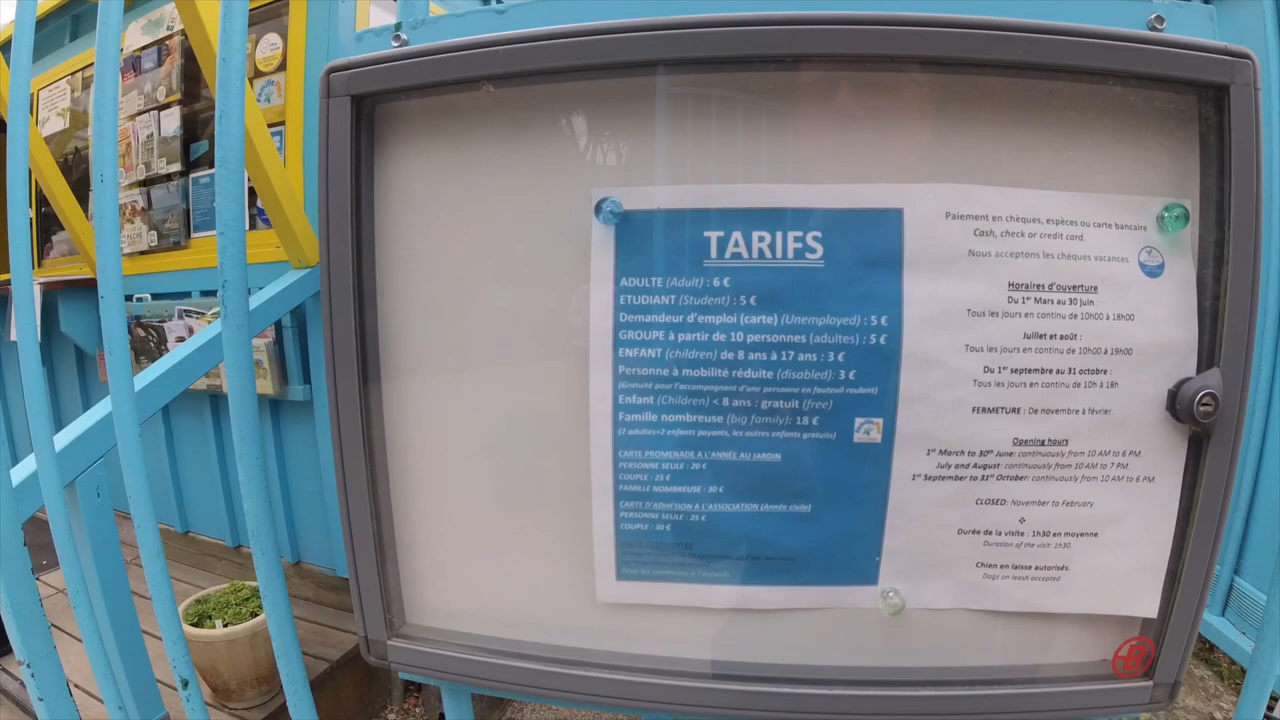 TARIFS
ADULTE (Adult) : 6 €
ETUDIANT (Student) : 5 €
Demandeur d'emploi (carte) (Unemployed) : 5 €
GROUPE à partir de 10 personnes (adultes) : 5 €
ENFANT (children) de 8 ans à 17 ans : 3 €
Personne à mobilité réduite (disabled): 3 €
(Gratuité pour l'accompagnant d'une personne en fauteuil roulant)
Enfant (Children) < 8 ans : gratuit (free)
Famille nombreuse (big family): 18 €
(2 adultes+2 enfants payants, les autres enfants gratuits)
CARTE PROMENADE A L'ANNÉE AU JARDIN
PERSONNE SEULE : 20 €
COUPLE : 25 €
FAMILLE NOMBREUSE : 30 €
CARTE D'ADHÉSION A L'ASSOCIATION (Année civile)
PERSONNE SEULE : 25 €
COUPLE : 30 €
(Voir les conditions à l'accueil)
Paiement en chèques, espèces ou carte bancaire
Cash, check or credit card.
Nous acceptons les chèques vacances
Horaires d'ouverture
Du 1er Mars au 30 juin :
Tous les jours en continu de 10h00 à 18h00
Juillet et août :
Tous les jours en continu de 10h00 à 19h00
Du 1er septembre au 31 octobre :
Tous les jours en continu de 10h à 18h
FERMETURE : De novembre à février.
Opening hours
1st March to 30th June: continuously from 10 AM to 6 PM.
July and August: continuously from 10 AM to 7 PM.
1st September to 31st October: continuously from 10 AM to 6 PM.
CLOSED: November to February
Durée de la visite : 1h30 en moyenne.
Duration of the visit: 1h30.
Chien en laisse autorisés.
Dogs on leash accepted